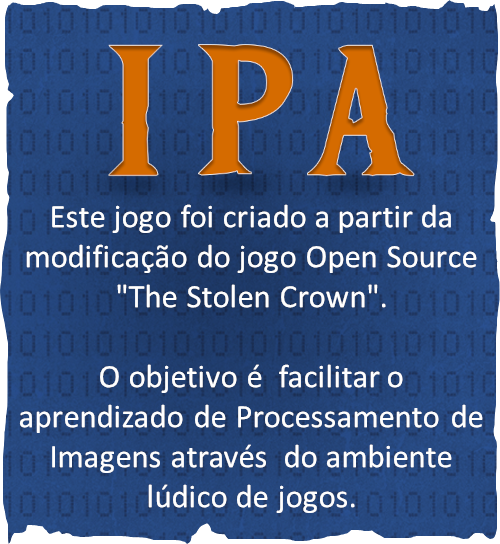 IPA
Este jogo foi criado a partir da
modificação do jogo Open Source
"The Stolen Crown".
O objetivo é  facilitar o
aprendizado de Processamento de
Imagens através  do ambiente
lúdico de jogos.